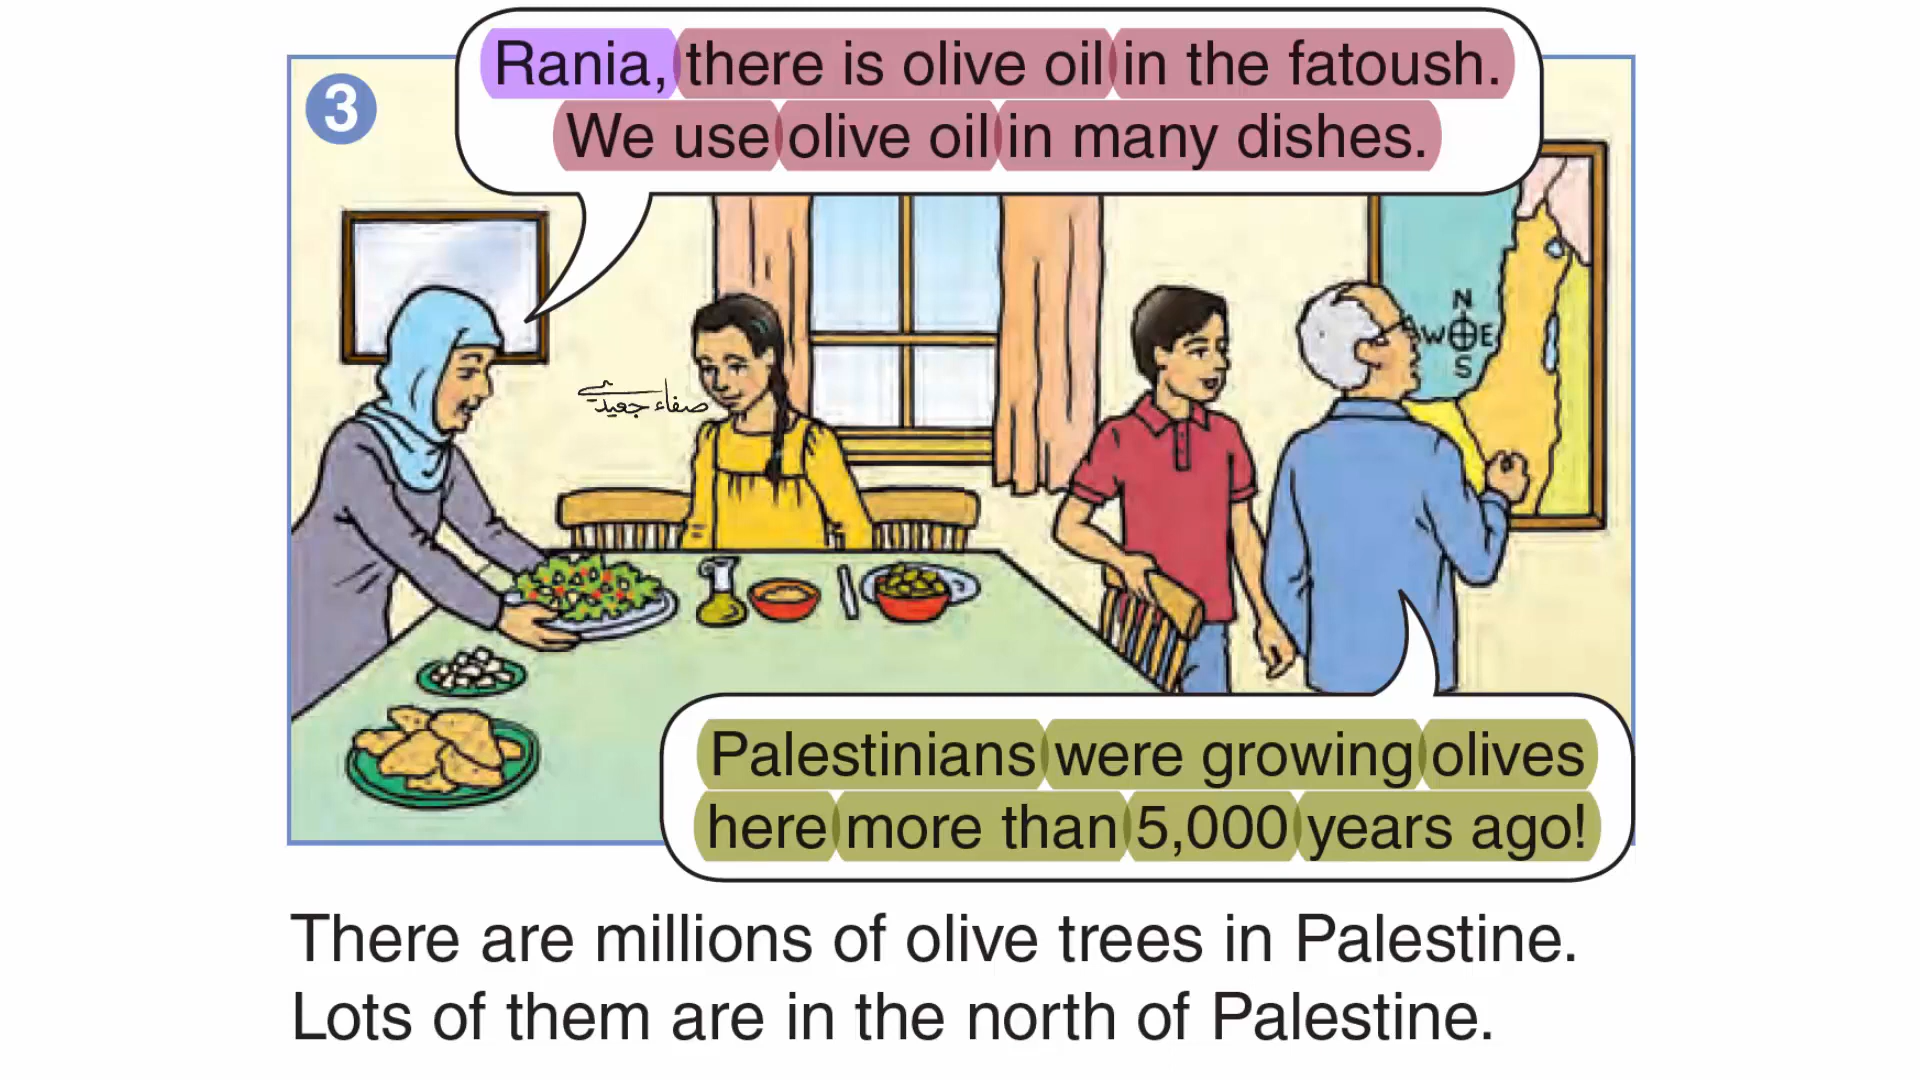 3
Rania, there is olive oil in the fatoush.
We use olive oil in many dishes.
N
W E
S
صفاء جعيدي
Palestinians were growing olives
here more than 5,000 years ago!
There are millions of olive trees in Palestine.
Lots of them are in the north of Palestine.